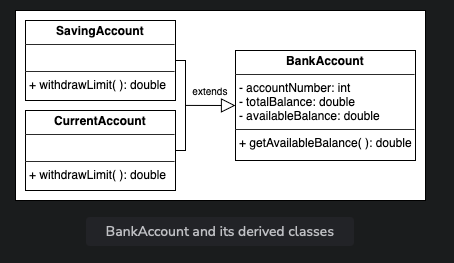 SavingAccount
+ withdrawLimit( ): double
CurrentAccount
+ withdrawLimit( ): double
extends
BankAccount
- accountNumber: int
- totalBalance: double
- availableBalance: double
+ getAvailableBalance( ): double
BankAccount and its derived classes